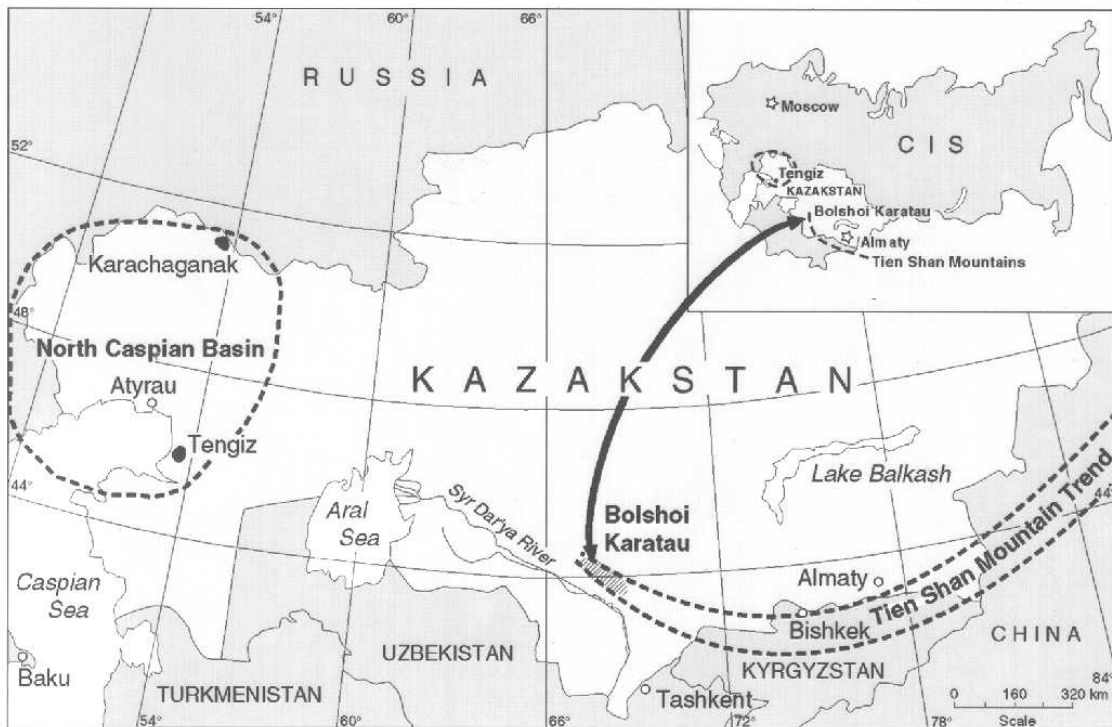 54°
60°
66°
RUSSIA
Moscow
CIS
52°
Tengiz
KAZAKSTAN
Bolshoi Karatau
Almaty
Tien Shan Mountains
Karachaganak
48°
North Caspian Basin
Atyrau
KAZAKSTAN
Tengiz
44°
Lake Balkash
Aral
Sea
Syr Dar'ya River
Bolshoi
Karatau
Tien Shan Mountain Trend
44°
Caspian
Sea
Almaty
Bishkek
CHINA
UZBEKISTAN
KYRGYZSTAN
Baku
TURKMENISTAN
Tashkent
84°
0 160 320 km
Scale
54°
60°
66°
72°
78°